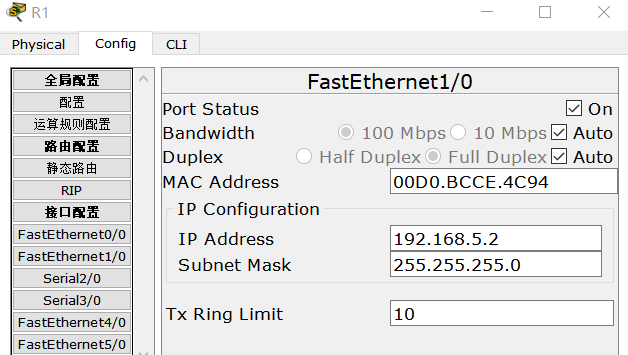 R1
Physical Config CLI
全局配置
配置
运算规则配置
路由配置
静态路由
RIP
接口配置
FastEthernet0/0
FastEthernet1/0
Serial2/0
Serial3/0
FastEthernet4/0
FastEthernet5/0
FastEthernet1/0
Port Status On
Bandwidth 100 Mbps 10 Mbps Auto
Duplex Half Duplex Full Duplex Auto
MAC Address 00D0.BCCE.4C94
IP Configuration
IP Address 192.168.5.2
Subnet Mask 255.255.255.0
Tx Ring Limit 10